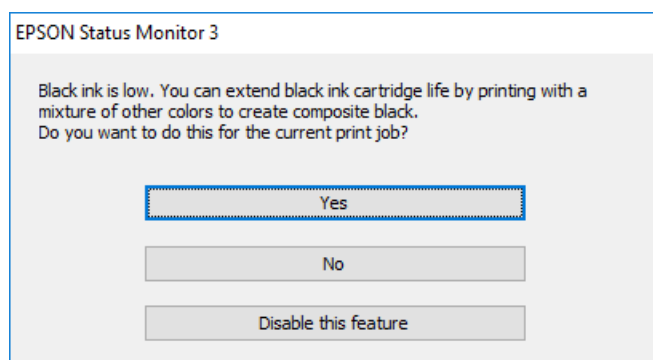 EPSON Status Monitor 3
Black ink is low. You can extend black ink cartridge life by printing with a
mixture of other colors to create composite black.
Do you want to do this for the current print job?
Yes
No
Disable this feature